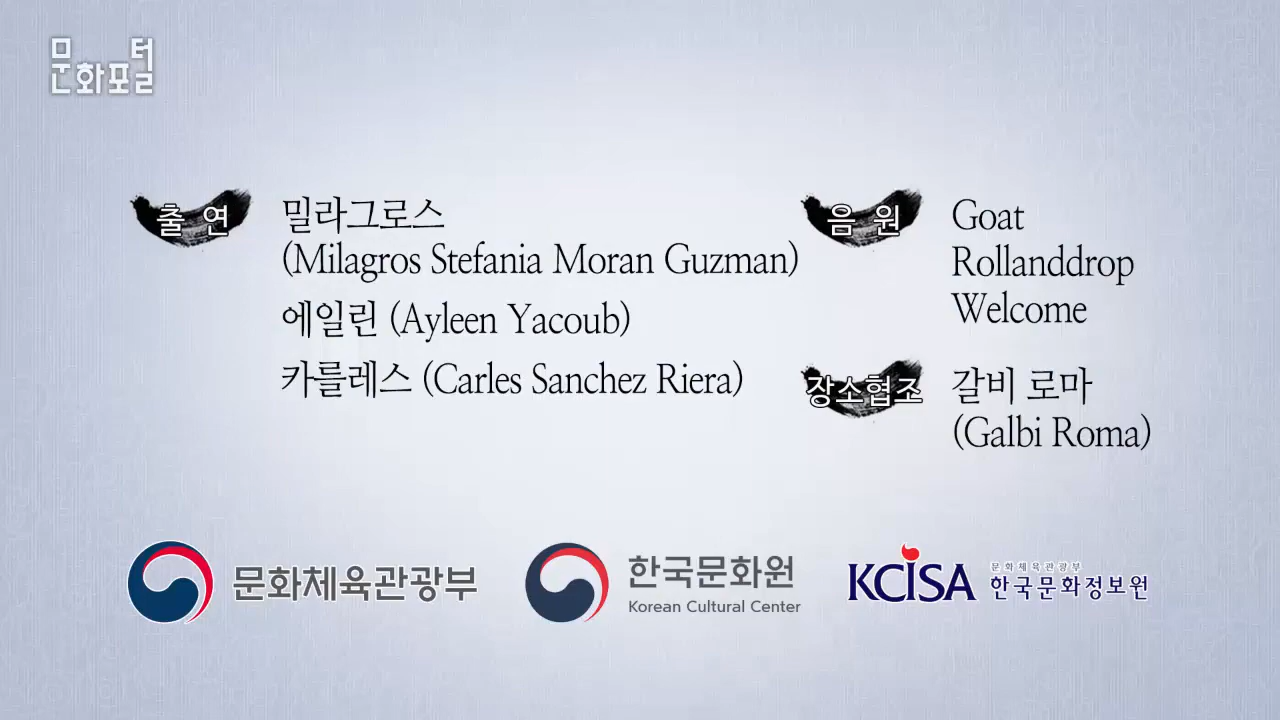 문화포털
출 연
밀라그로스
(Milagros Stefania Moran Guzman)
에일린 (Ayleen Yacoub)
카를레스 (Carles Sanchez Riera)
음 원
Goat
Rollanddrop
Welcome
장소협조
갈비 로마
(Galbi Roma)
문화체육관광부
한국문화원
Korean Cultural Center
KCISA
문화체육관광부
한국문화정보원